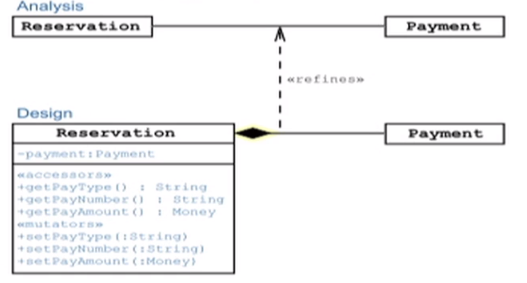 Analysis
Reservation
Payment
«refines»
Design
Reservation
Payment
-payment:Payment
«accessors»
+getPayType() : String
+getPayNumber() : String
+getPayAmount() : Money
«mutators»
+setPayType(:String)
+setPayNumber(:String)
+setPayAmount(:Money)